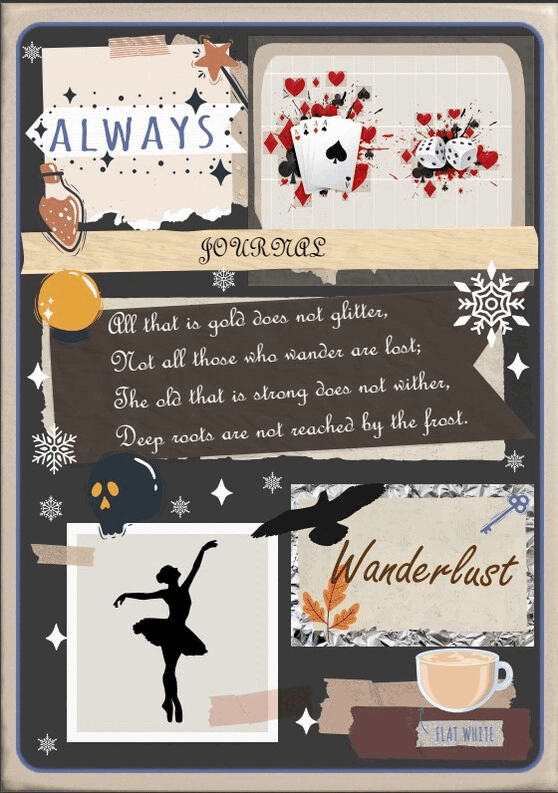 ALWAYS
JOURNAL
All that is gold does not glitter,
Not all those who wander are lost;
The old that is strong does not wither,
Deep roots are not reached by the frost.
Wanderlust
FLAT WHITE